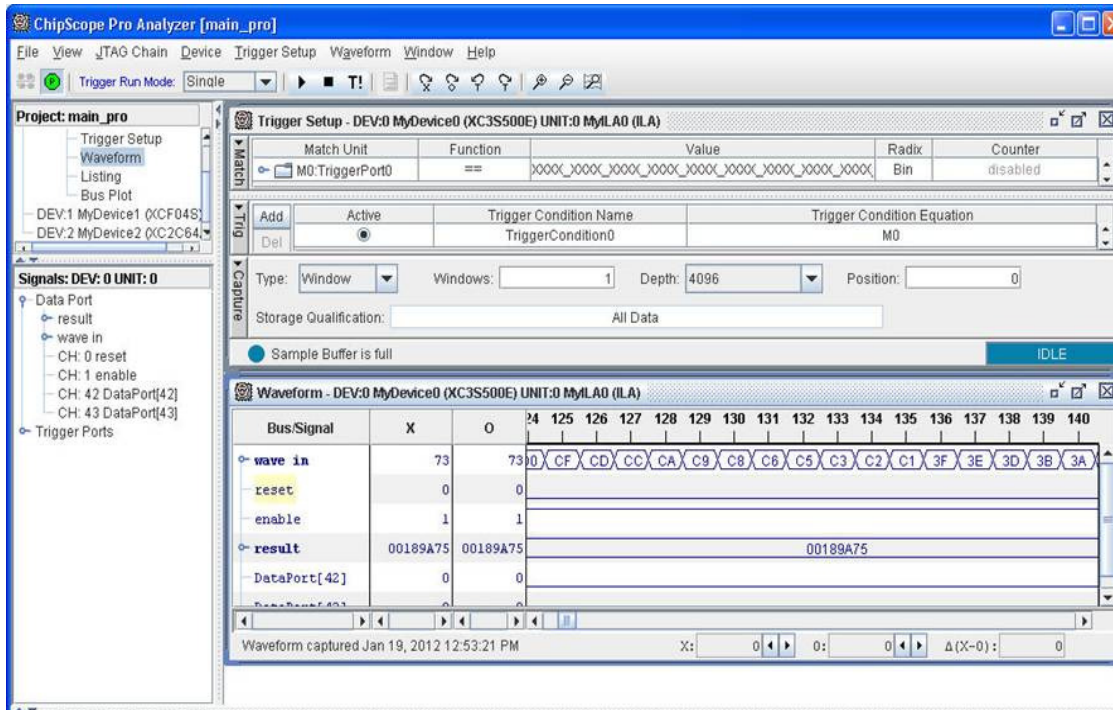 ChipScope Pro Analyzer [main_pro]
File View JTAG Chain Device Trigger Setup Waveform Window Help
Trigger Run Mode: Single T!
Project: main_pro
Trigger Setup
Waveform
Listing
Bus Plot
DEV:1 MyDevice1 (XCF04S)
DEV:2 MyDevice2 (XC2C64
Signals: DEV: 0 UNIT: 0
Data Port
result
wave in
CH: 0 reset
CH: 1 enable
CH: 42 DataPort[42]
CH: 43 DataPort[43]
Trigger Ports
Trigger Setup - DEV:0 MyDevice0 (XC3S500E) UNIT:0 MyILA0 (ILA)
Match
Match Unit Function Value Radix Counter
M0:TriggerPort0 == XXXX_XXXX_XXXX_XXXX_XXXX_XXXX_XXXX_XXXX_XXXX Bin disabled
Trig
Add Active Trigger Condition Name Trigger Condition Equation
Del TriggerCondition0 M0
Capture
Type: Window Windows: 1 Depth: 4096 Position: 0
Storage Qualification: All Data
Sample Buffer is full IDLE
Waveform - DEV:0 MyDevice0 (XC3S500E) UNIT:0 MyILA0 (ILA)
Bus/Signal X O 125 126 127 128 129 130 131 132 133 134 135 136 137 138 139 140
wave in 73 73 CF CD CC CA C9 C8 C6 C5 C3 C2 C1 3F 3E 3D 3B 3A
reset 0 0
enable 1 1
result 00189A75 00189A75 00189A75
DataPort[42] 0 0
Waveform captured Jan 19, 2012 12:53:21 PM X: 0 O: 0 Δ(X-O): 0